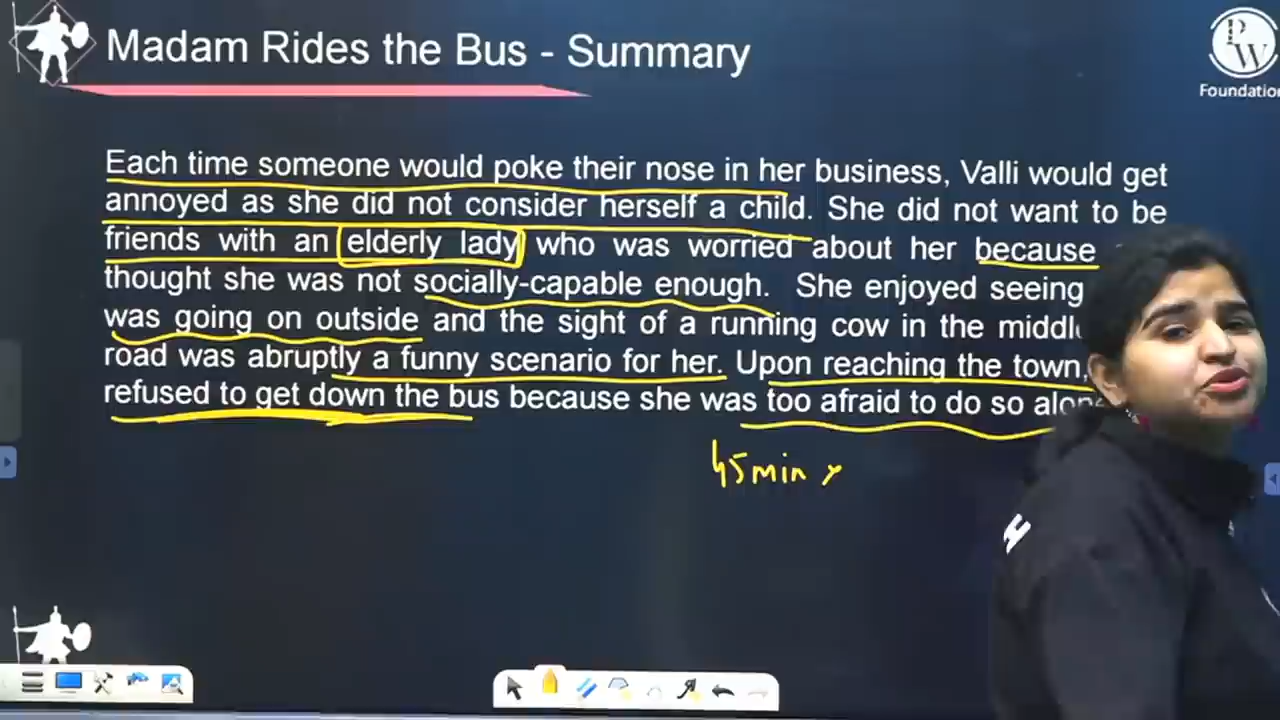 Madam Rides the Bus - Summary
PW
Foundation
Each time someone would poke their nose in her business, Valli would get
annoyed as she did not consider herself a child. She did not want to be
friends with an elderly lady who was worried about her because
thought she was not socially-capable enough. She enjoyed seeing
was going on outside and the sight of a running cow in the
road was abruptly a funny scenario for her. Upon reaching the town,
refused to get down the bus because she was too afraid to do so
45min